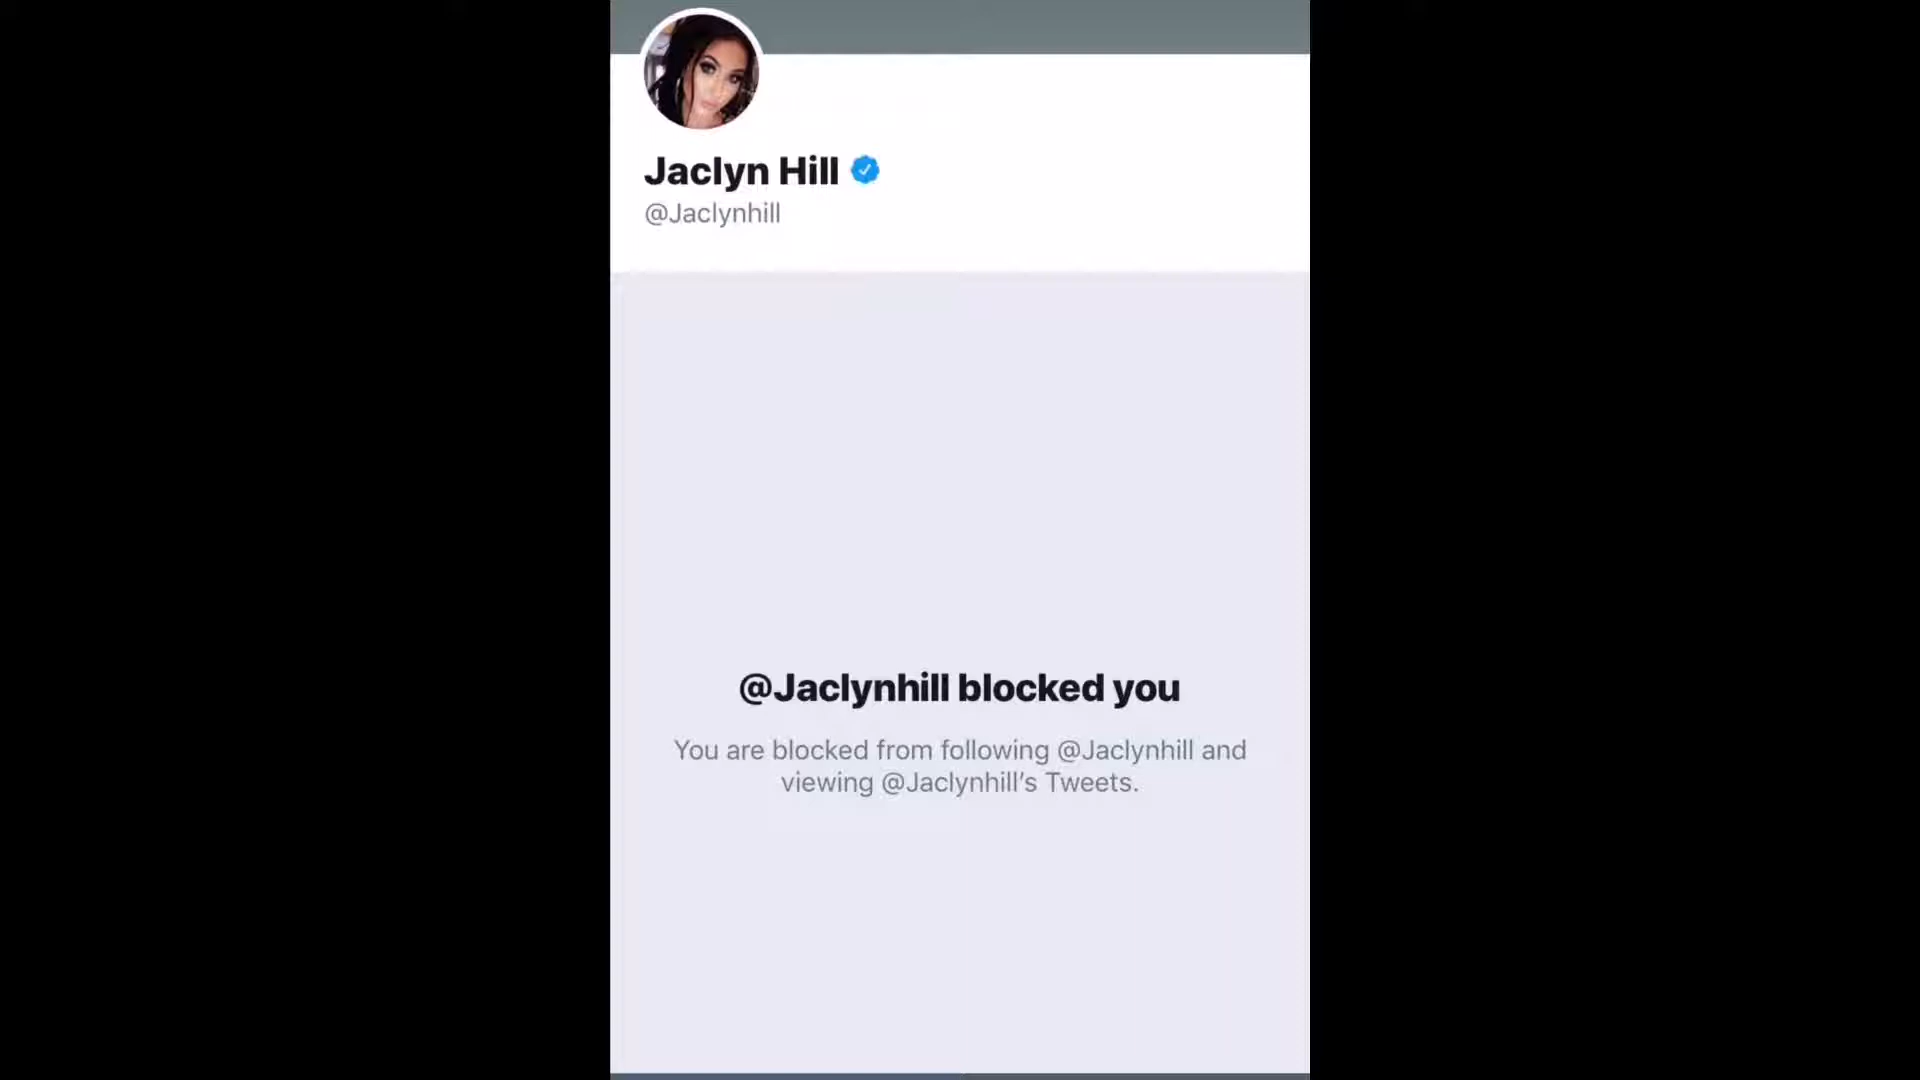 Jaclyn Hill
@Jaclynhill
@Jaclynhill blocked you
You are blocked from following @Jaclynhill and
viewing @Jaclynhill’s Tweets.